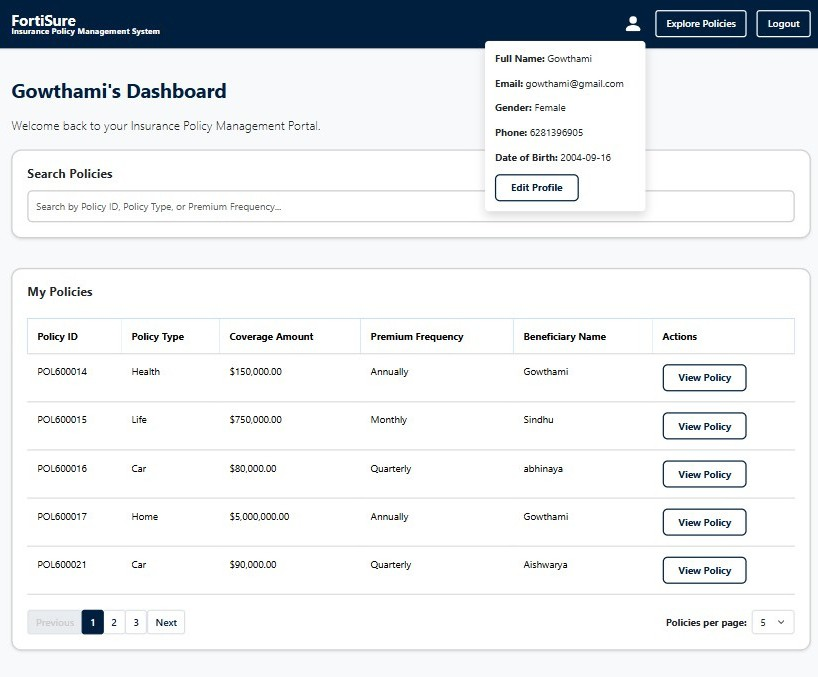 FortiSure
Insurance Policy Management System
Explore Policies
Logout
Full Name: Gowthami
Email: gowthami@gmail.com
Gender: Female
Phone: 6281396905
Date of Birth: 2004-09-16
Edit Profile
Gowthami's Dashboard
Welcome back to your Insurance Policy Management Portal.
Search Policies
Search by Policy ID, Policy Type, or Premium Frequency...
My Policies
Policy ID Policy Type Coverage Amount Premium Frequency Beneficiary Name Actions
POL600014 Health $150,000.00 Annually Gowthami View Policy
POL600015 Life $750,000.00 Monthly Sindhu View Policy
POL600016 Car $80,000.00 Quarterly abhinaya View Policy
POL600017 Home $5,000,000.00 Annually Gowthami View Policy
POL600021 Car $90,000.00 Quarterly Aishwarya View Policy
Previous 1 2 3 Next Policies per page: 5